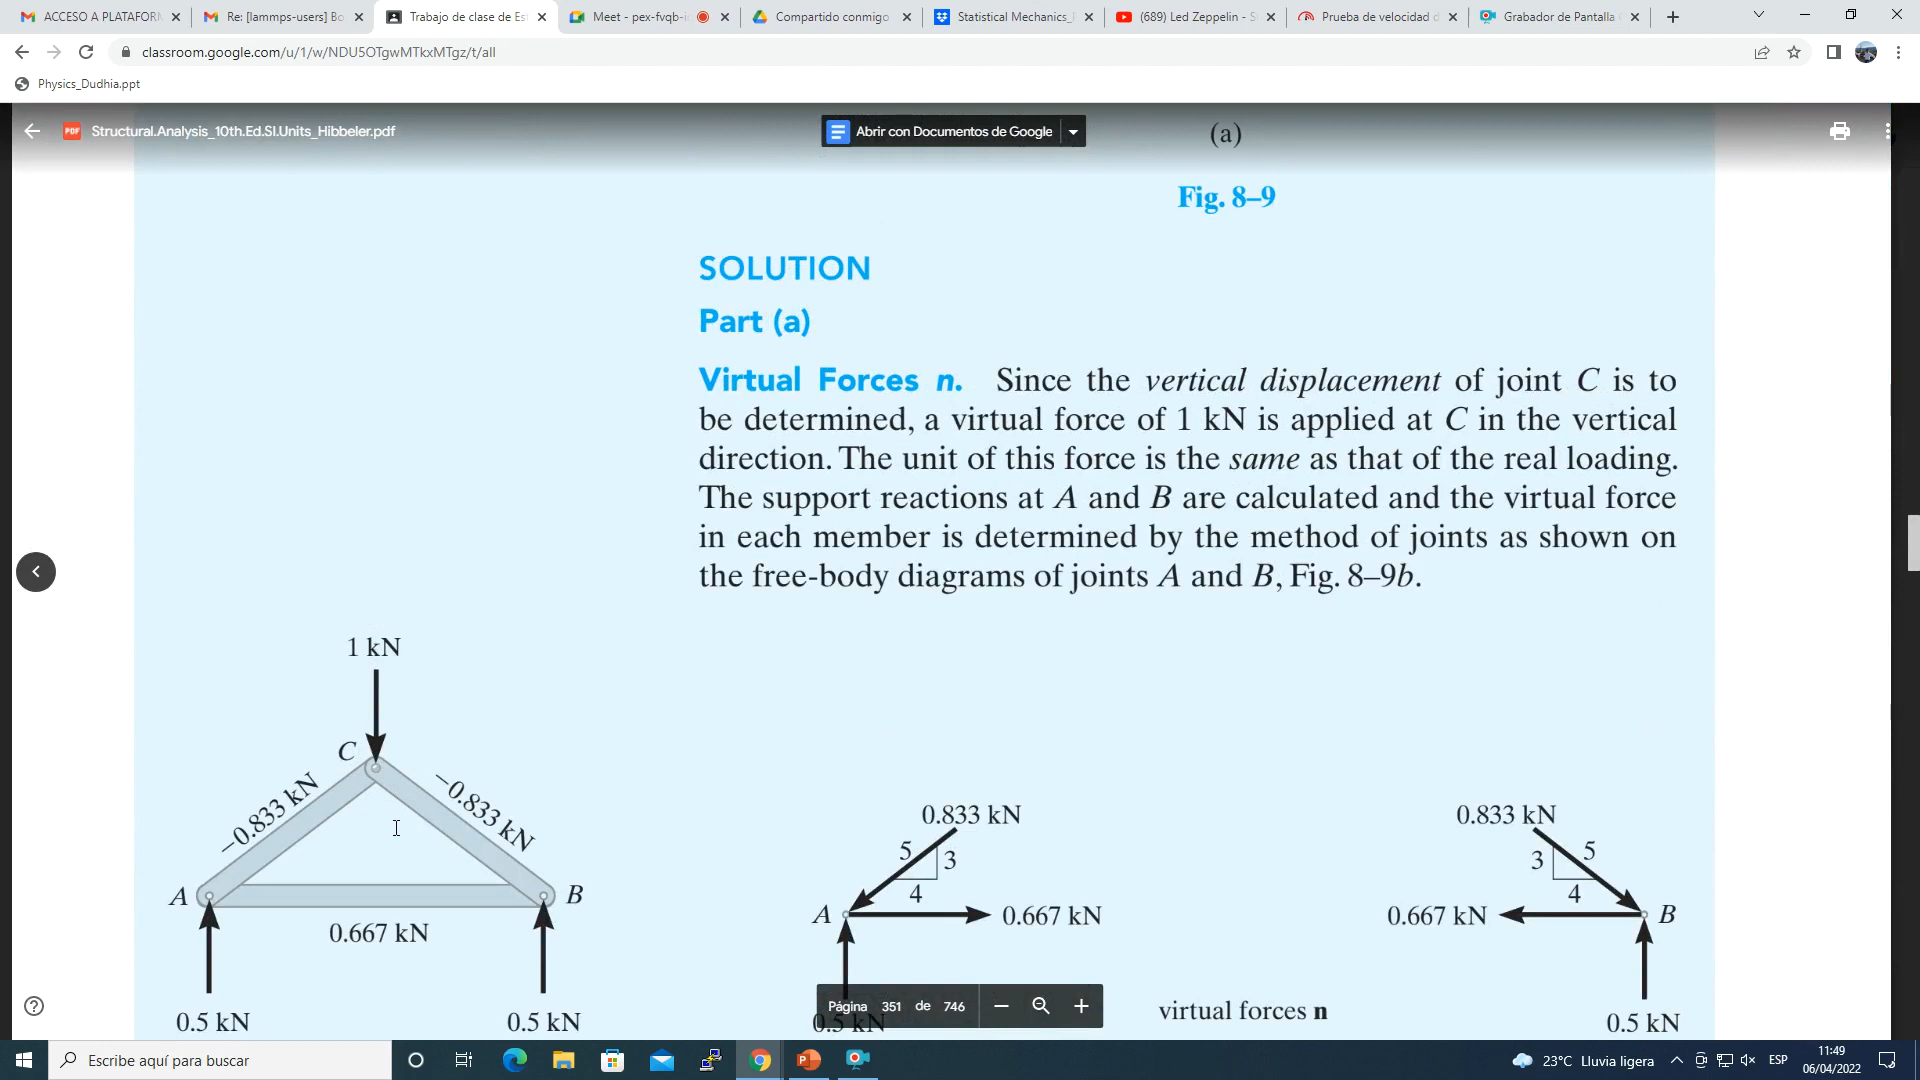 ACCESO A PLATAFORM
Re: [lammps-users] Bo
Trabajo de clase de Es
Meet - pex-fvqb-i
Compartido conmigo
Statistical Mechanics_
(689) Led Zeppelin - S
Prueba de velocidad d
Grabador de Pantalla
classroom.google.com/u/1/w/NDU5OTgwMTkxMTgz/t/all
Physics_Dudhia.ppt
PDF
Structural.Analysis_10th.Ed.SI.Units_Hibbeler.pdf
Abrir con Documentos de Google
(a)
Fig. 8–9
SOLUTION
Part (a)
Virtual Forces n. Since the vertical displacement of joint C is to
be determined, a virtual force of 1 kN is applied at C in the vertical
direction. The unit of this force is the same as that of the real loading.
The support reactions at A and B are calculated and the virtual force
in each member is determined by the method of joints as shown on
the free-body diagrams of joints A and B, Fig. 8–9b.
1 kN
C
−0.833 kN
−0.833 kN
A
B
0.667 kN
0.5 kN
0.5 kN
0.833 kN
5
3
4
A
0.667 kN
0.5 kN
0.833 kN
3
5
4
0.667 kN
B
0.5 kN
virtual forces n
Página 351 de 746
Escribe aquí para buscar
23°C Lluvia ligera
ESP
11:49
06/04/2022